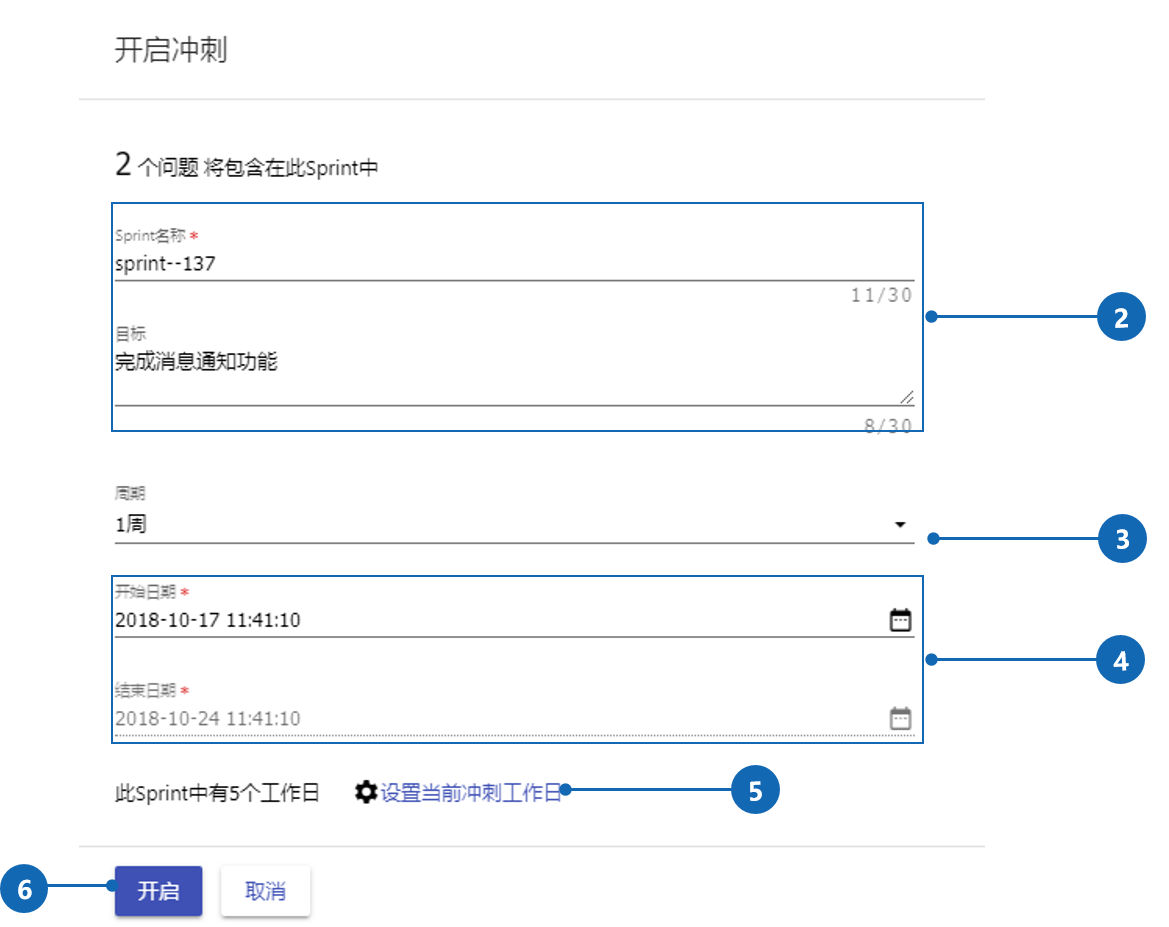 开启冲刺
2 个问题 将包含在此Sprint中
Sprint名称 *
sprint--137
11/30
2
目标
完成消息通知功能
8/30
周期
1周
3
开始日期 *
2018-10-17 11:41:10
4
结束日期 *
2018-10-24 11:41:10
此Sprint中有5个工作日 设置当前冲刺工作日
5
6
开启 取消